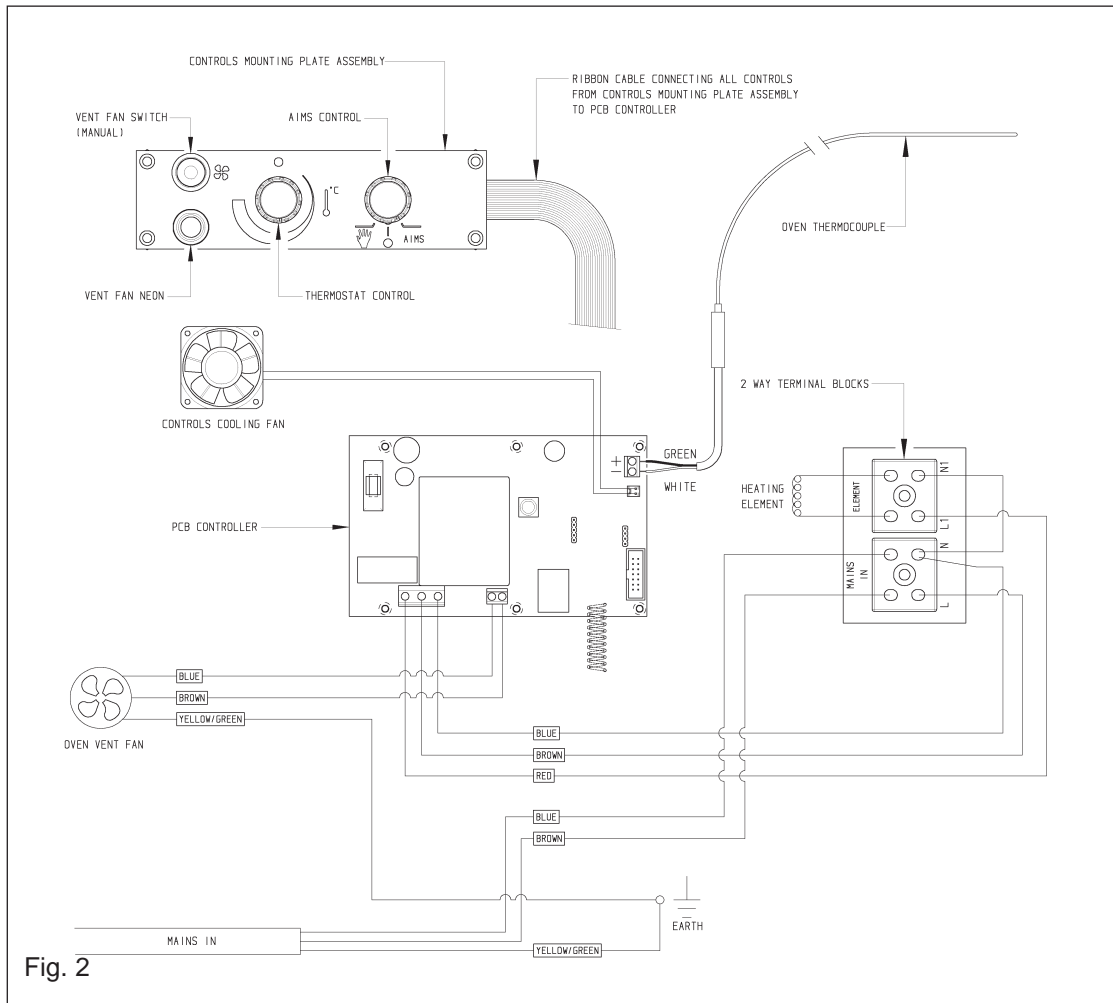 CONTROLS MOUNTING PLATE ASSEMBLY
RIBBON CABLE CONNECTING ALL CONTROLS
FROM CONTROLS MOUNTING PLATE ASSEMBLY
TO PCB CONTROLLER
VENT FAN SWITCH
(MANUAL)
AIMS CONTROL
°C
AIMS
OVEN THERMOCOUPLE
VENT FAN NEON
THERMOSTAT CONTROL
2 WAY TERMINAL BLOCKS
CONTROLS COOLING FAN
+
GREEN
−
WHITE
HEATING
ELEMENT
ELEMENT
N1
L1
PCB CONTROLLER
MAINS
IN
N
L
BLUE
BROWN
YELLOW/GREEN
OVEN VENT FAN
BLUE
BROWN
RED
BLUE
BROWN
EARTH
MAINS IN
YELLOW/GREEN
Fig. 2